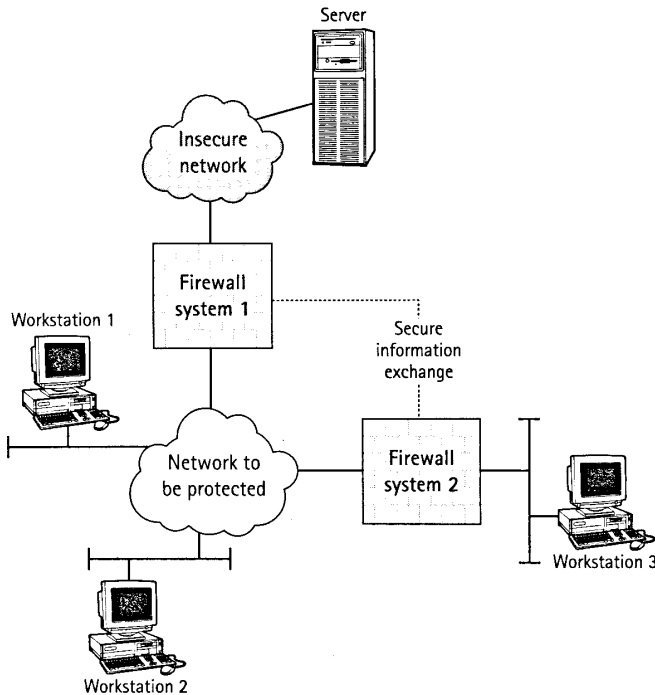 Server
Insecure
network
Firewall
system 1
Workstation 1
Secure
information
exchange
Network to
be protected
Firewall
system 2
Workstation 3
Workstation 2